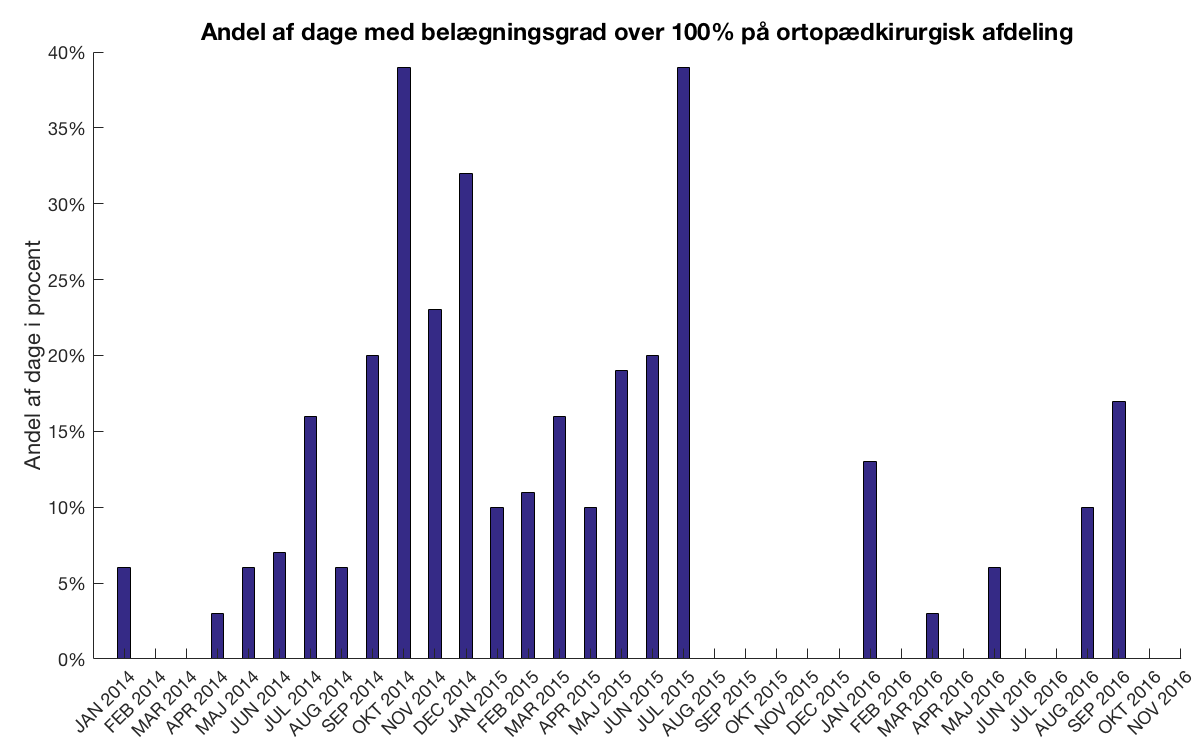 Andel af dage med belægningsgrad over 100% på ortopædkirurgisk afdeling
40%
35%
30%
25%
20%
15%
10%
5%
0%
Andel af dage i procent
JAN 2014
FEB 2014
MAR 2014
APR 2014
MAJ 2014
JUN 2014
JUL 2014
AUG 2014
SEP 2014
OKT 2014
NOV 2014
DEC 2014
JAN 2015
FEB 2015
MAR 2015
APR 2015
MAJ 2015
JUN 2015
JUL 2015
AUG 2015
SEP 2015
OKT 2015
NOV 2015
DEC 2015
JAN 2016
FEB 2016
MAR 2016
APR 2016
MAJ 2016
JUN 2016
JUL 2016
AUG 2016
SEP 2016
OKT 2016
NOV 2016